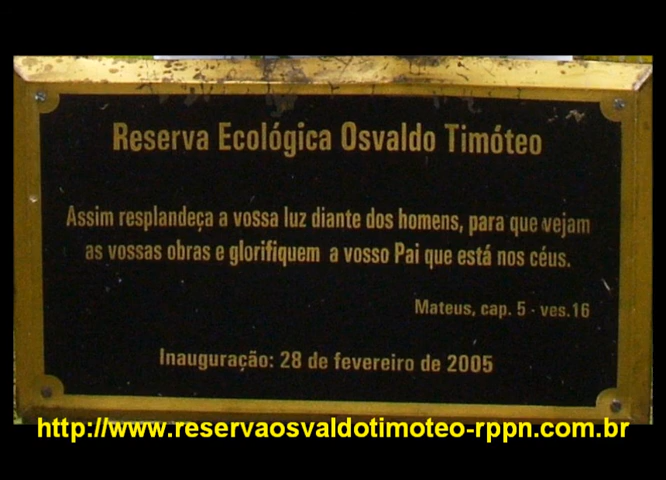 Reserva Ecológica Osvaldo Timóteo
Assim resplandeça a vossa luz diante dos homens, para que vejam
as vossas obras e glorifiquem a vosso Pai que está nos céus.
Mateus, cap. 5 - ves.16
Inauguração: 28 de fevereiro de 2005
http://www.reservaosvaldotimoteo-rppn.com.br